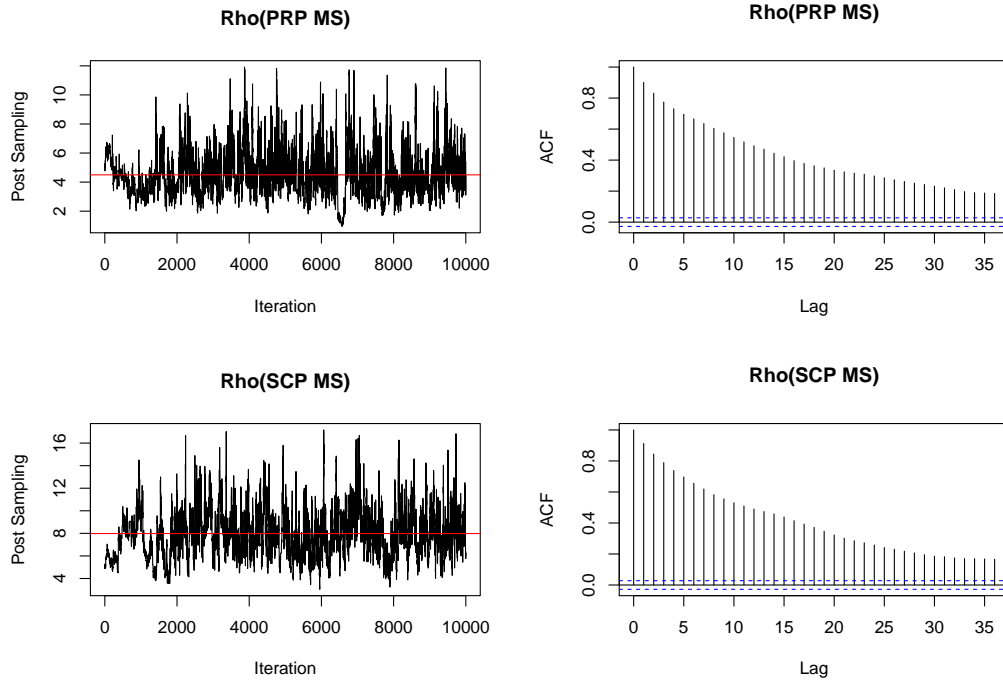 Rho(PRP MS)
Post Sampling
2 4 6 8 10
0 2000 4000 6000 8000 10000
Iteration
Rho(PRP MS)
ACF
0.0 0.4 0.8
0 5 10 15 20 25 30 35
Lag
Rho(SCP MS)
Post Sampling
4 8 12 16
0 2000 4000 6000 8000 10000
Iteration
Rho(SCP MS)
ACF
0.0 0.4 0.8
0 5 10 15 20 25 30 35
Lag